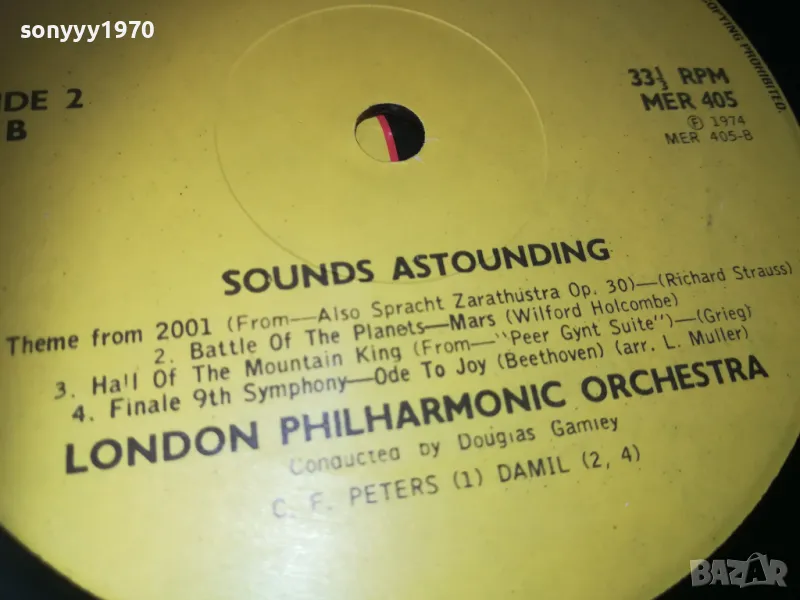 sonyyy1970
COPYING PROHIBITED.
SIDE 2
B
33⅓ RPM
MER 405
Ⓟ 1974
MER 405-B
SOUNDS ASTOUNDING
Theme from 2001 (From—Also Spracht Zarathustra Op. 30)—(Richard Strauss)
2. Battle Of The Planets—Mars (Wilford Holcombe)
3. Hall Of The Mountain King (From—"Peer Gynt Suite")—(Grieg)
4. Finale 9th Symphony—Ode To Joy (Beethoven) (arr. L. Muller)
LONDON PHILHARMONIC ORCHESTRA
Conducted by Douglas Gamley
C. F. PETERS (1) DAMIL (2, 4)
BAZAR